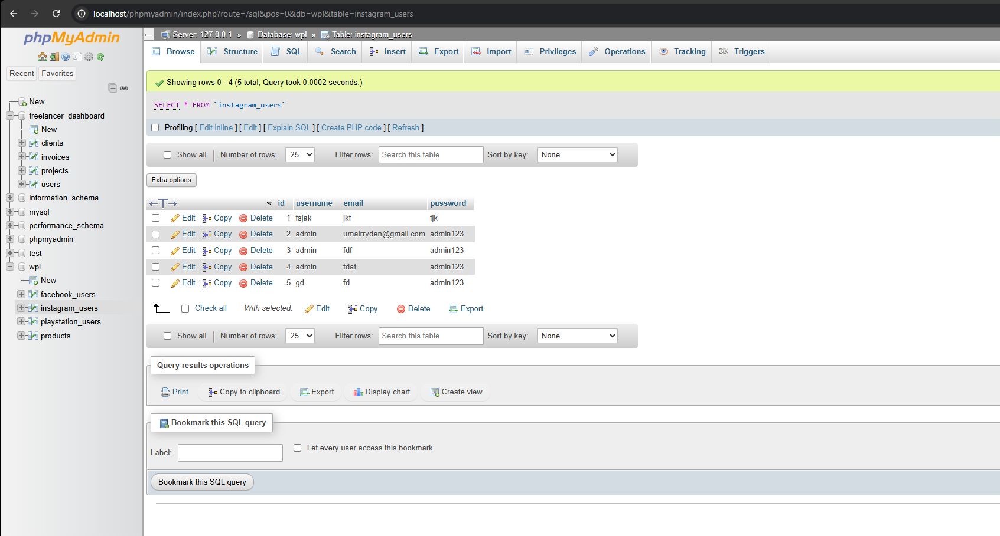 localhost/phpmyadmin/index.php?route=/sql&pos=0&db=wpl&table=instagram_users
phpMyAdmin
Recent Favorites
New
freelancer_dashboard
New
clients
invoices
projects
users
information_schema
mysql
performance_schema
phpmyadmin
test
wpl
New
facebook_users
instagram_users
playstation_users
products
Server: 127.0.0.1 » Database: wpl » Table: instagram_users
Browse Structure SQL Search Insert Export Import Privileges Operations Tracking Triggers
Showing rows 0 - 4 (5 total, Query took 0.0002 seconds.)
SELECT * FROM `instagram_users`
Profiling [ Edit inline ] [ Edit ] [ Explain SQL ] [ Create PHP code ] [ Refresh ]
Show all Number of rows: 25 Filter rows: Search this table Sort by key: None
Extra options
id username email password
Edit Copy Delete 1 fsjak jkf fjk
Edit Copy Delete 2 admin umairryden@gmail.com admin123
Edit Copy Delete 3 admin fdf admin123
Edit Copy Delete 4 admin fdaf admin123
Edit Copy Delete 5 gd fd admin123
Check all With selected: Edit Copy Delete Export
Show all Number of rows: 25 Filter rows: Search this table Sort by key: None
Query results operations
Print Copy to clipboard Export Display chart Create view
Bookmark this SQL query
Label: Let every user access this bookmark
Bookmark this SQL query